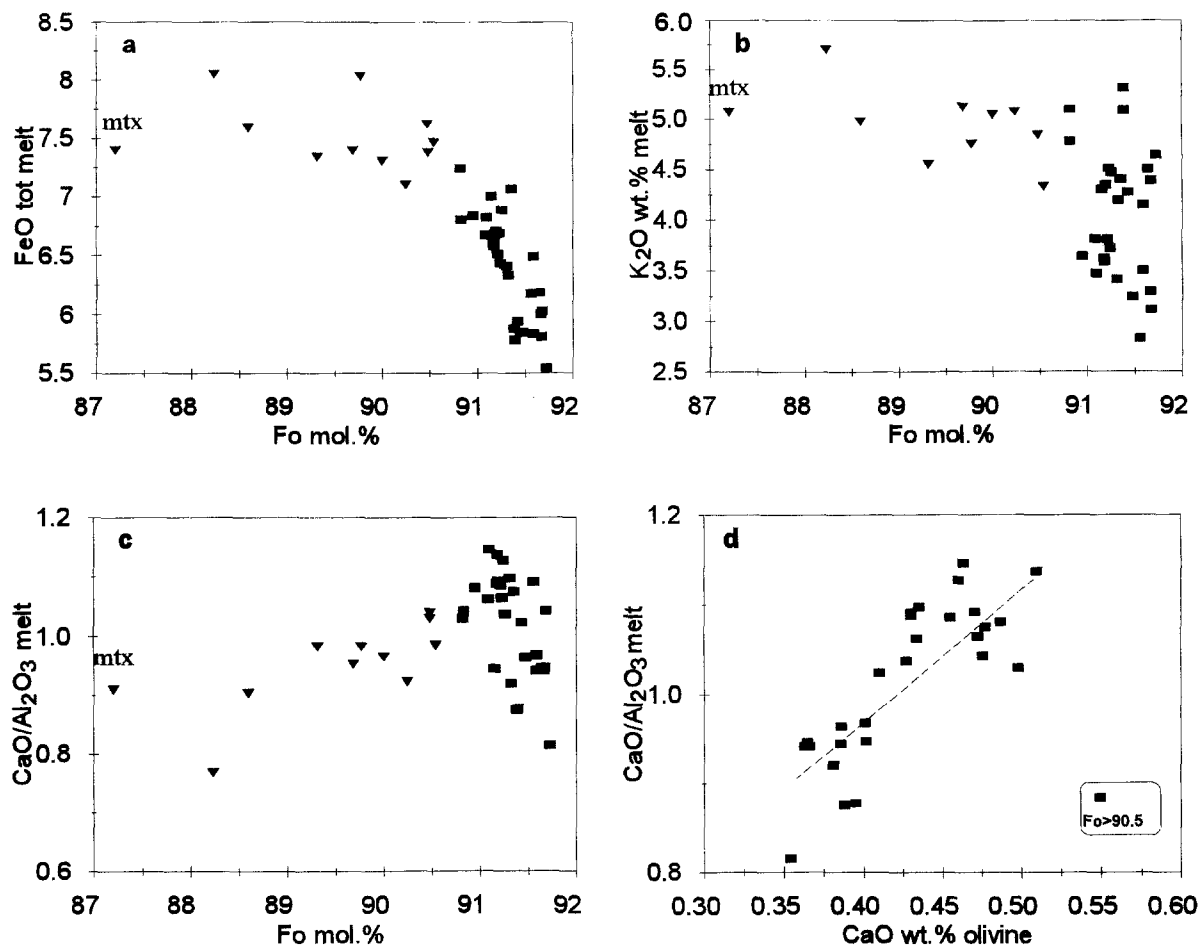 a
FeO tot melt
8.5
8
7.5
7
6.5
6
5.5
mtx
87 88 89 90 91 92
Fo mol.%
b
K₂O wt.% melt
6.0
5.5
5.0
4.5
4.0
3.5
3.0
2.5
mtx
87 88 89 90 91 92
Fo mol.%
c
CaO/Al₂O₃ melt
1.2
1.0
0.8
0.6
mtx
87 88 89 90 91 92
Fo mol.%
d
CaO/Al₂O₃ melt
1.2
1.0
0.8
Fo>90.5
0.30 0.35 0.40 0.45 0.50 0.55 0.60
CaO wt.% olivine